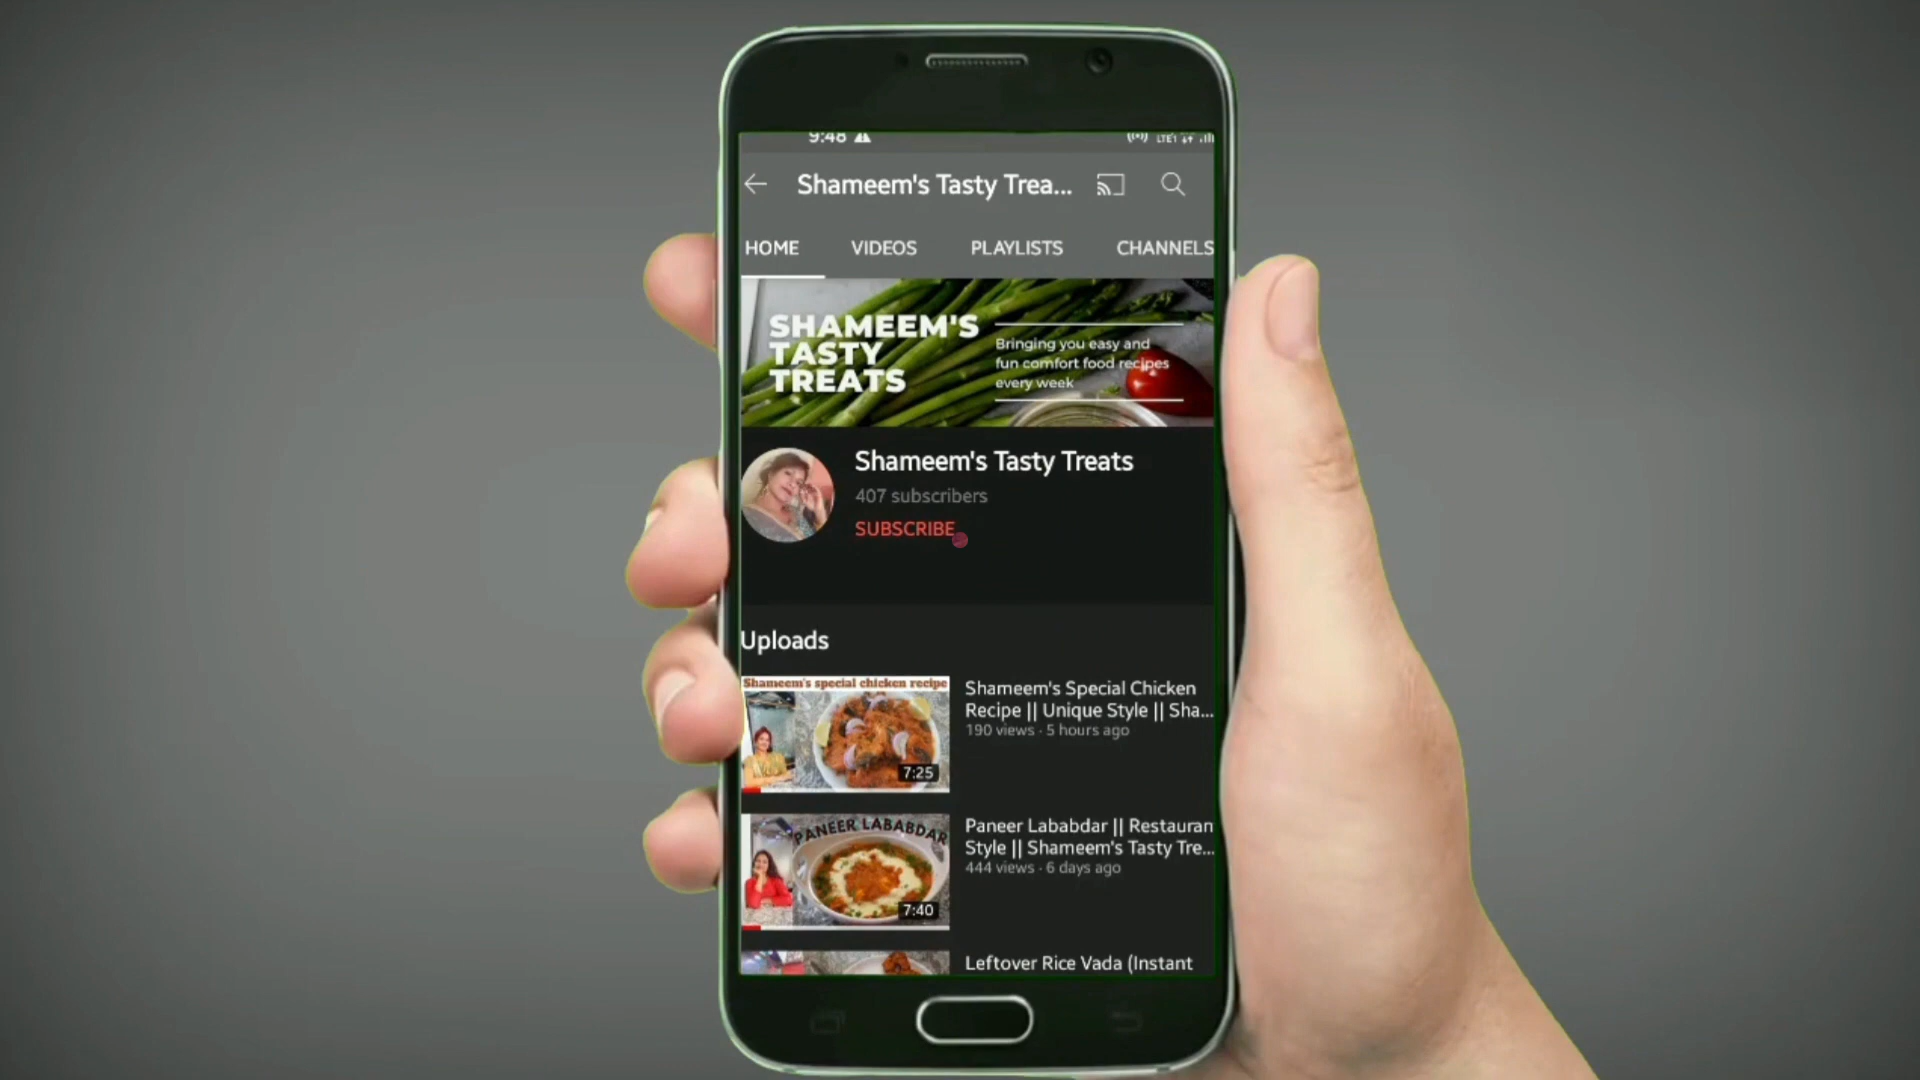 9:48
LTE1
Shameem's Tasty Trea...
HOME VIDEOS PLAYLISTS CHANNELS
SHAMEEM'S
TASTY
TREATS
Bringing you easy and
fun comfort food recipes
every week
Shameem's Tasty Treats
407 subscribers
SUBSCRIBE
Uploads
Shameem's special chicken recipe
7:25
Shameem's Special Chicken
Recipe || Unique Style || Sha...
190 views · 5 hours ago
PANEER LABABDAR
7:40
Paneer Lababdar || Restauran
Style || Shameem's Tasty Tre...
444 views · 6 days ago
Leftover Rice Vada (Instant